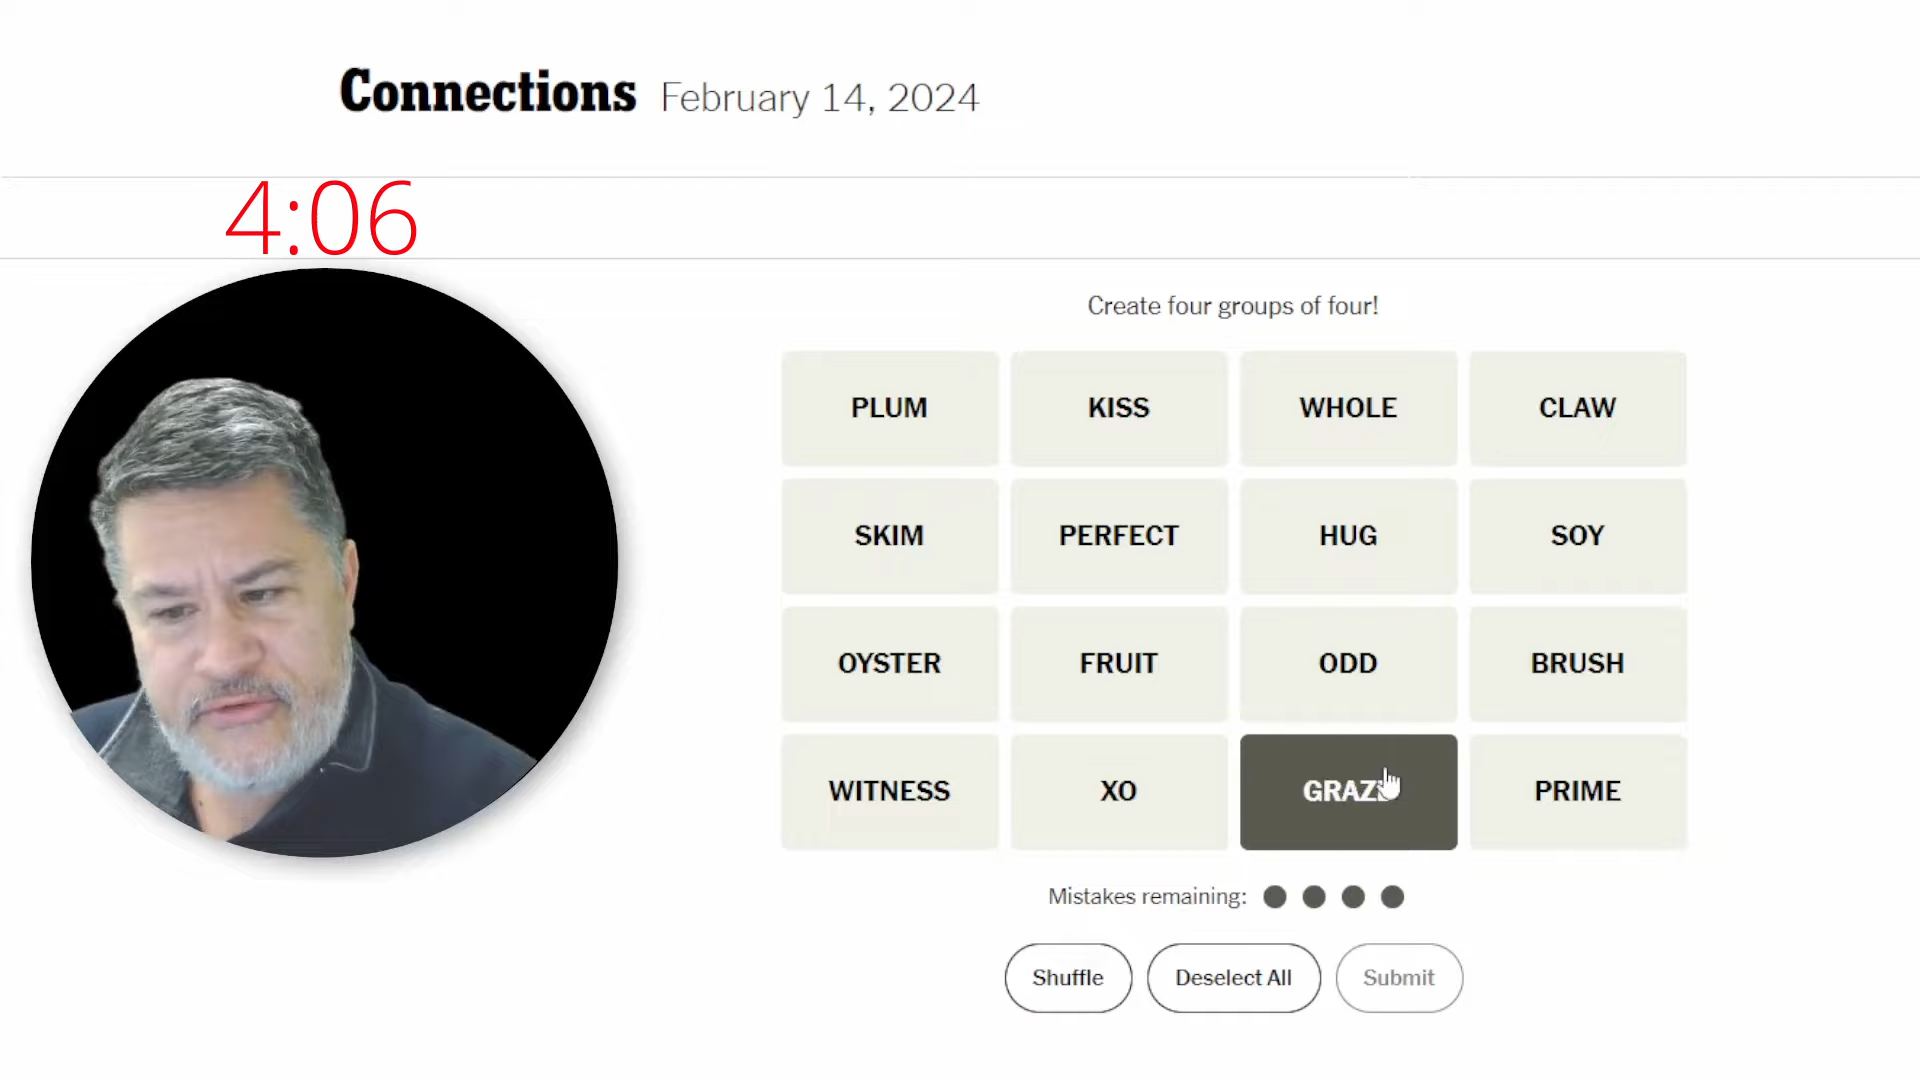 Connections February 14, 2024
4:06
Create four groups of four!
PLUM KISS WHOLE CLAW
SKIM PERFECT HUG SOY
OYSTER FRUIT ODD BRUSH
WITNESS XO GRAZE PRIME
Mistakes remaining:
Shuffle Deselect All Submit